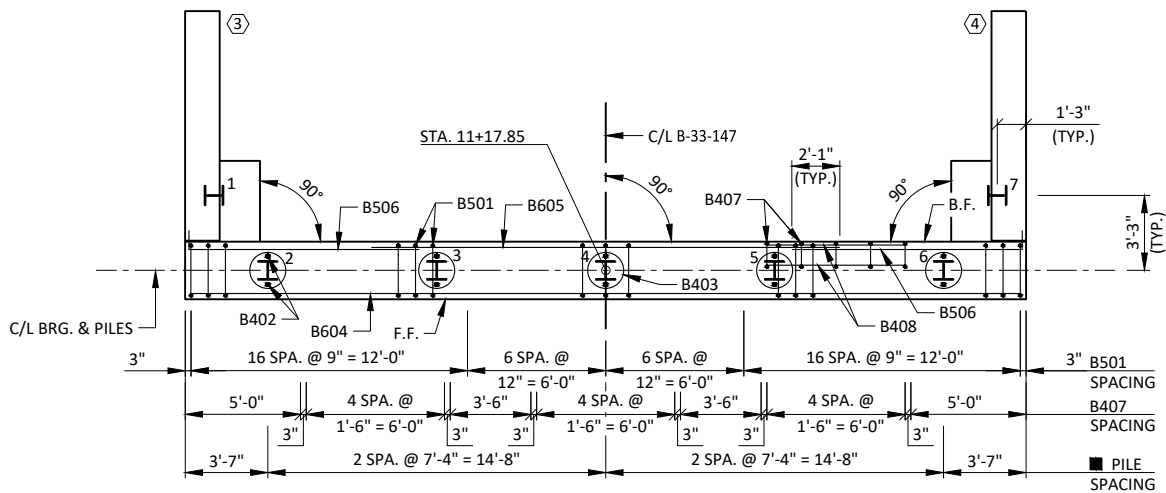 3
4
1'-3"
(TYP.)
STA. 11+17.85
C/L B-33-147
2'-1"
(TYP.)
1
90°
B506
B501
B605
90°
B407
90°
B.F.
7
3'-3"
(TYP.)
2
3
4
5
6
C/L BRG. & PILES
B402
B604
F.F.
B403
B408
B506
3"
16 SPA. @ 9" = 12'-0"
6 SPA. @
12" = 6'-0"
6 SPA. @
12" = 6'-0"
16 SPA. @ 9" = 12'-0"
3"
B501
SPACING
5'-0"
3"
4 SPA. @
1'-6" = 6'-0"
3"
3'-6"
3"
4 SPA. @
1'-6" = 6'-0"
3"
3'-6"
3"
4 SPA. @
1'-6" = 6'-0"
3"
5'-0"
B407
SPACING
3'-7"
2 SPA. @ 7'-4" = 14'-8"
2 SPA. @ 7'-4" = 14'-8"
3'-7"
PILE
SPACING